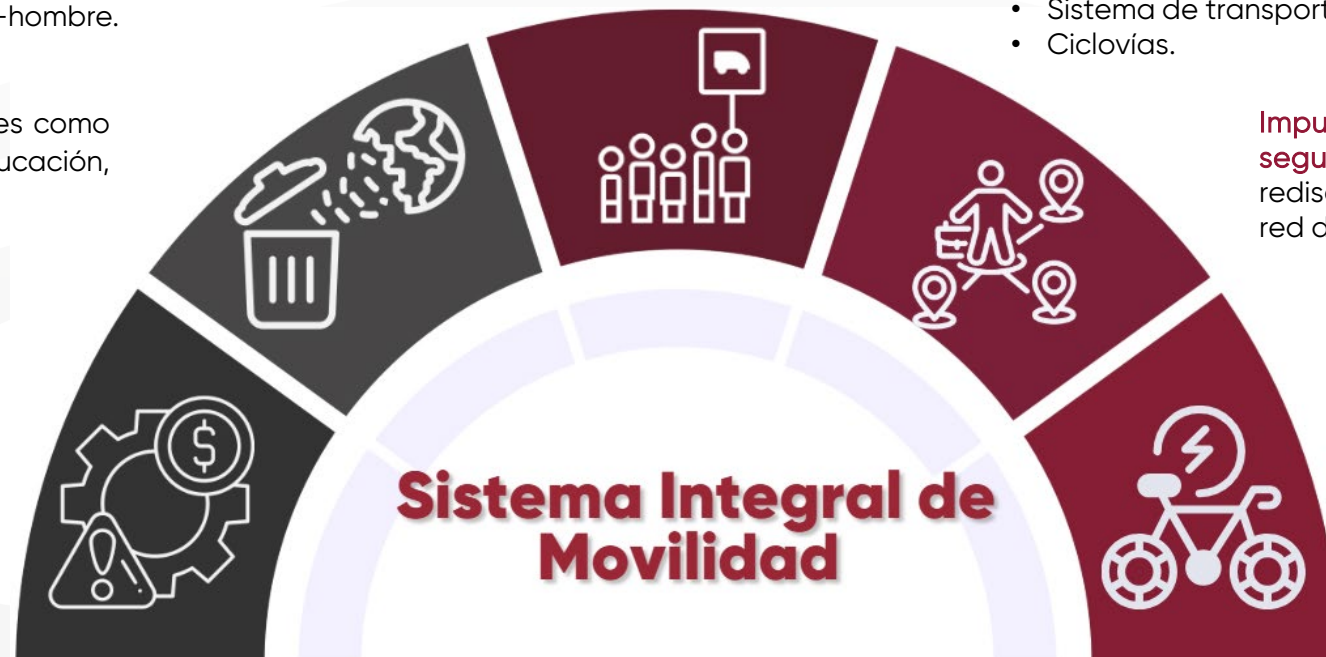 -hombre.
es como
ucación,
• Sistema de transport
• Ciclovías.
Impu
segu
redis
red d
$
Sistema Integral de
Movilidad